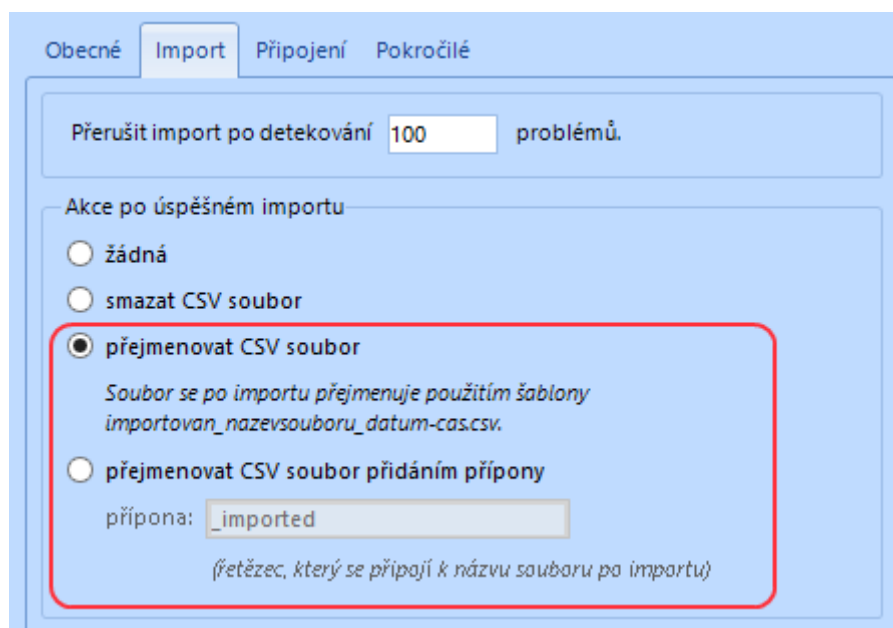 Obecné Import Připojení Pokročilé
Přerušit import po detekování 100 problémů.
Akce po úspěšném importu
žádná
smazat CSV soubor
přejmenovat CSV soubor
Soubor se po importu přejmenuje použitím šablony
importovan_nazevsouboru_datum-cas.csv.
přejmenovat CSV soubor přidáním přípony
přípona: _imported
(řetězec, který se připojí k názvu souboru po importu)